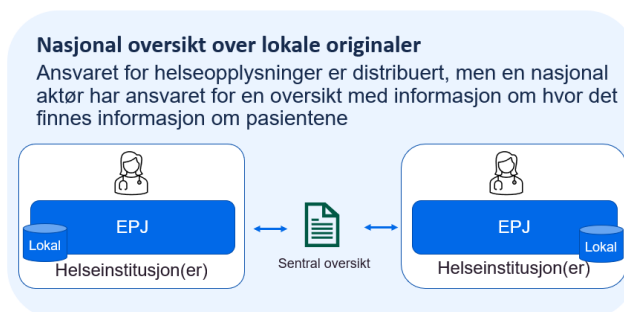 Nasjonal oversikt over lokale originaler
Ansvaret for helseopplysninger er distribuert, men en nasjonal
aktør har ansvaret for en oversikt med informasjon om hvor det
finnes informasjon om pasientene
EPJ
Lokal
Helseinstitusjon(er)
Sentral oversikt
EPJ
Lokal
Helseinstitusjon(er)